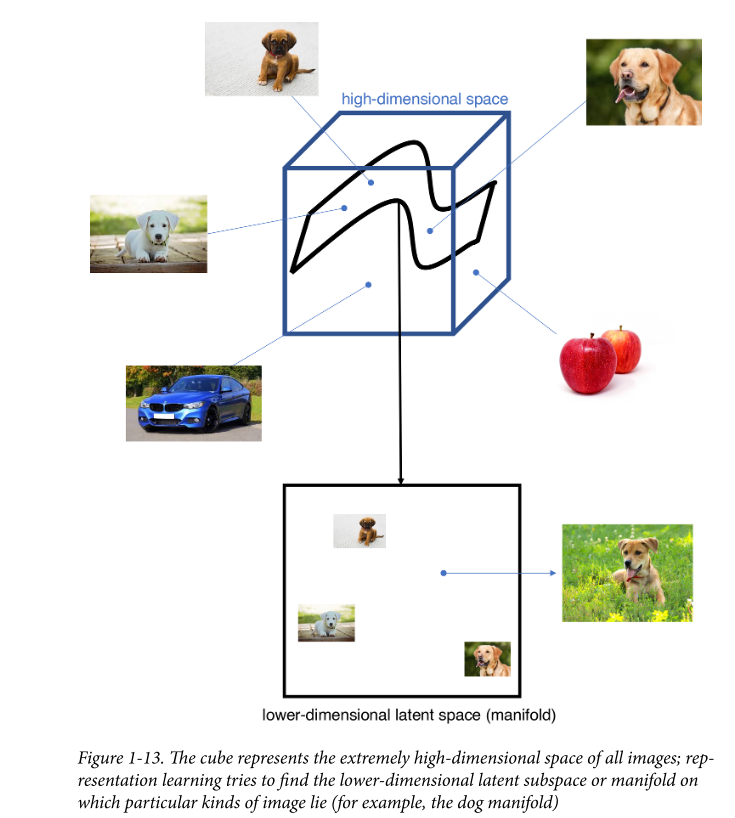 high-dimensional space
lower-dimensional latent space (manifold)
Figure 1-13. The cube represents the extremely high-dimensional space of all images; rep-
resentation learning tries to find the lower-dimensional latent subspace or manifold on
which particular kinds of image lie (for example, the dog manifold)